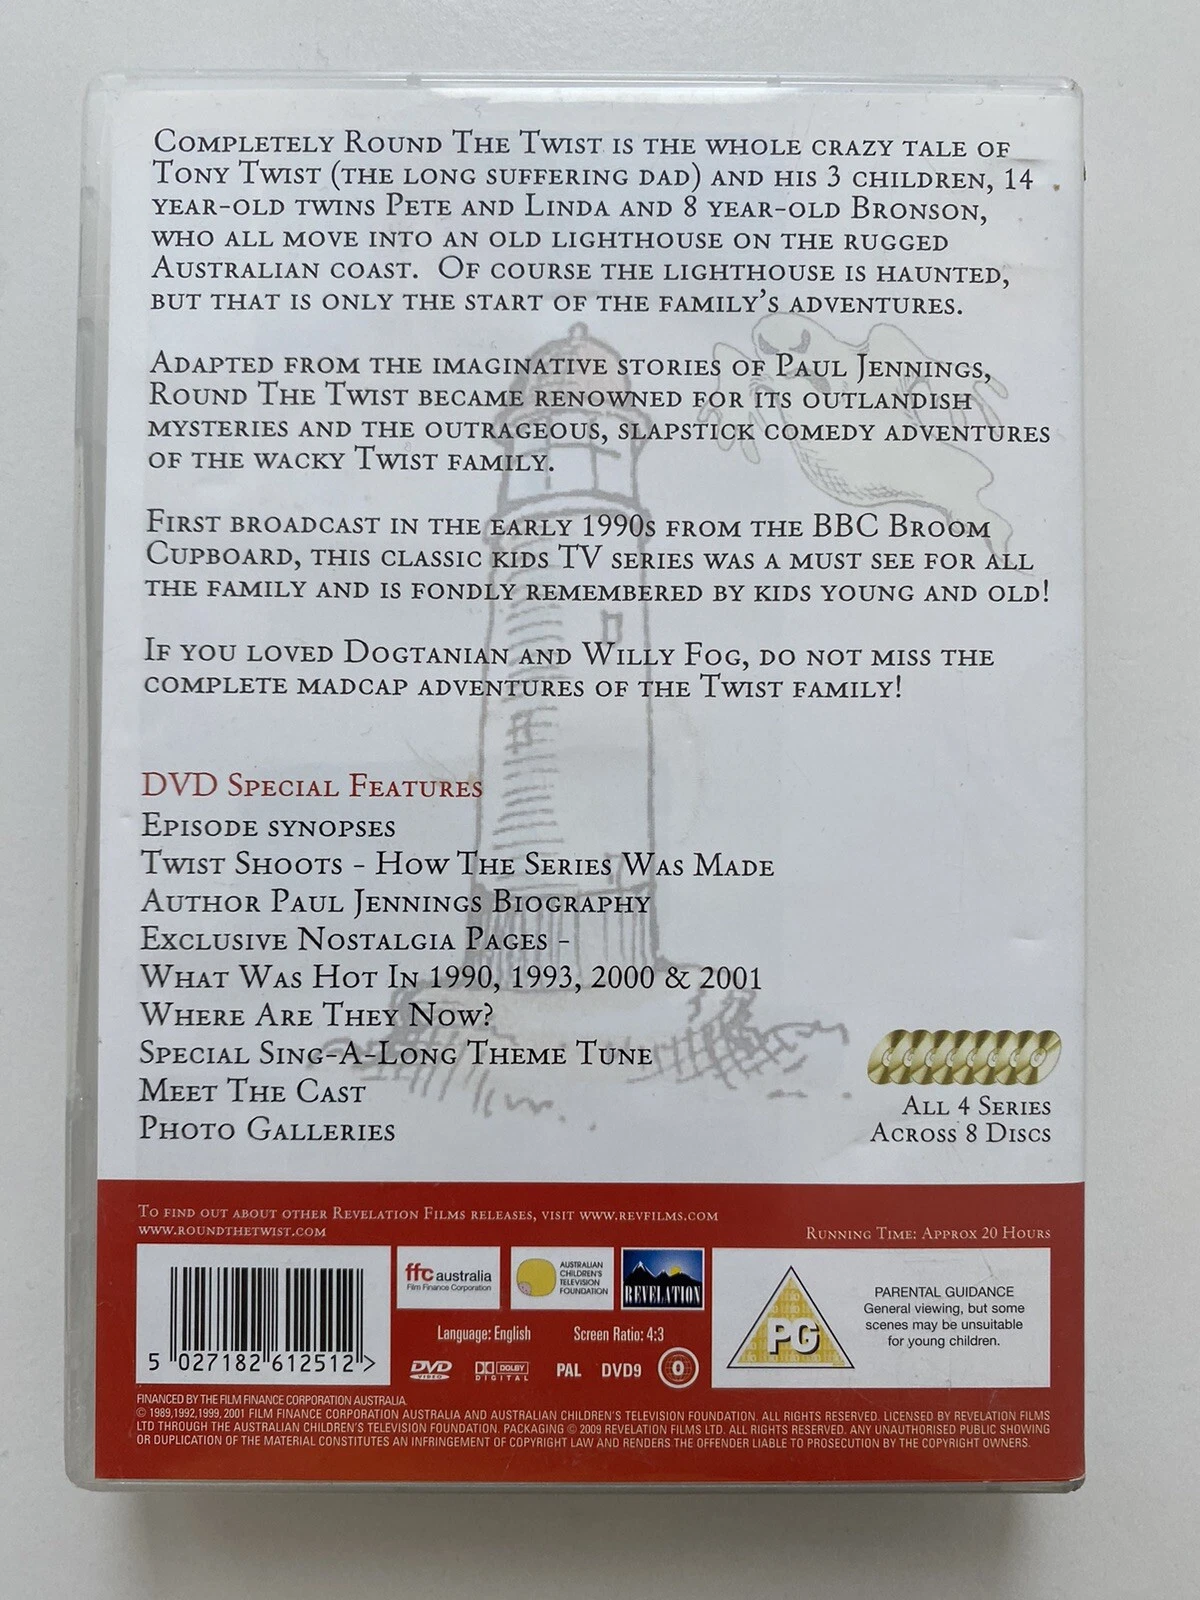 Completely Round The Twist is the whole crazy tale of
Tony Twist (the long suffering dad) and his 3 children, 14
year-old twins Pete and Linda and 8 year-old Bronson,
who all move into an old lighthouse on the rugged
Australian coast. Of course the lighthouse is haunted,
but that is only the start of the family's adventures.
Adapted from the imaginative stories of Paul Jennings,
Round The Twist became renowned for its outlandish
mysteries and the outrageous, slapstick comedy adventures
of the wacky Twist family.
First broadcast in the early 1990s from the BBC Broom
Cupboard, this classic kids TV series was a must see for all
the family and is fondly remembered by kids young and old!
If you loved Dogtanian and Willy Fog, do not miss the
complete madcap adventures of the Twist family!
DVD Special Features
Episode synopses
Twist Shoots - How The Series Was Made
Author Paul Jennings Biography
Exclusive Nostalgia Pages -
What Was Hot In 1990, 1993, 2000 & 2001
Where Are They Now?
Special Sing-A-Long Theme Tune
Meet The Cast
Photo Galleries
All 4 Series
Across 8 Discs
To find out about other Revelation Films releases, visit www.revfilms.com
www.roundthetwist.com
Running Time: Approx 20 Hours
5 027182 612512 >
ffc australia
Film Finance Corporation
AUSTRALIAN
CHILDREN'S
TELEVISION
FOUNDATION
REVELATION
PG
PARENTAL GUIDANCE
General viewing, but some
scenes may be unsuitable
for young children.
Language: English Screen Ratio: 4:3
DVD VIDEO DOLBY DIGITAL PAL DVD9 0
FINANCED BY THE FILM FINANCE CORPORATION AUSTRALIA.
© 1989,1992,1999, 2001 FILM FINANCE CORPORATION AUSTRALIA AND AUSTRALIAN CHILDREN'S TELEVISION FOUNDATION. ALL RIGHTS RESERVED. LICENSED BY REVELATION FILMS
LTD THROUGH THE AUSTRALIAN CHILDREN'S TELEVISION FOUNDATION. PACKAGING © 2009 REVELATION FILMS LTD. ALL RIGHTS RESERVED. ANY UNAUTHORISED PUBLIC SHOWING
OR DUPLICATION OF THE MATERIAL CONSTITUTES AN INFRINGEMENT OF COPYRIGHT LAW AND RENDERS THE OFFENDER LIABLE TO PROSECUTION BY THE COPYRIGHT OWNERS.